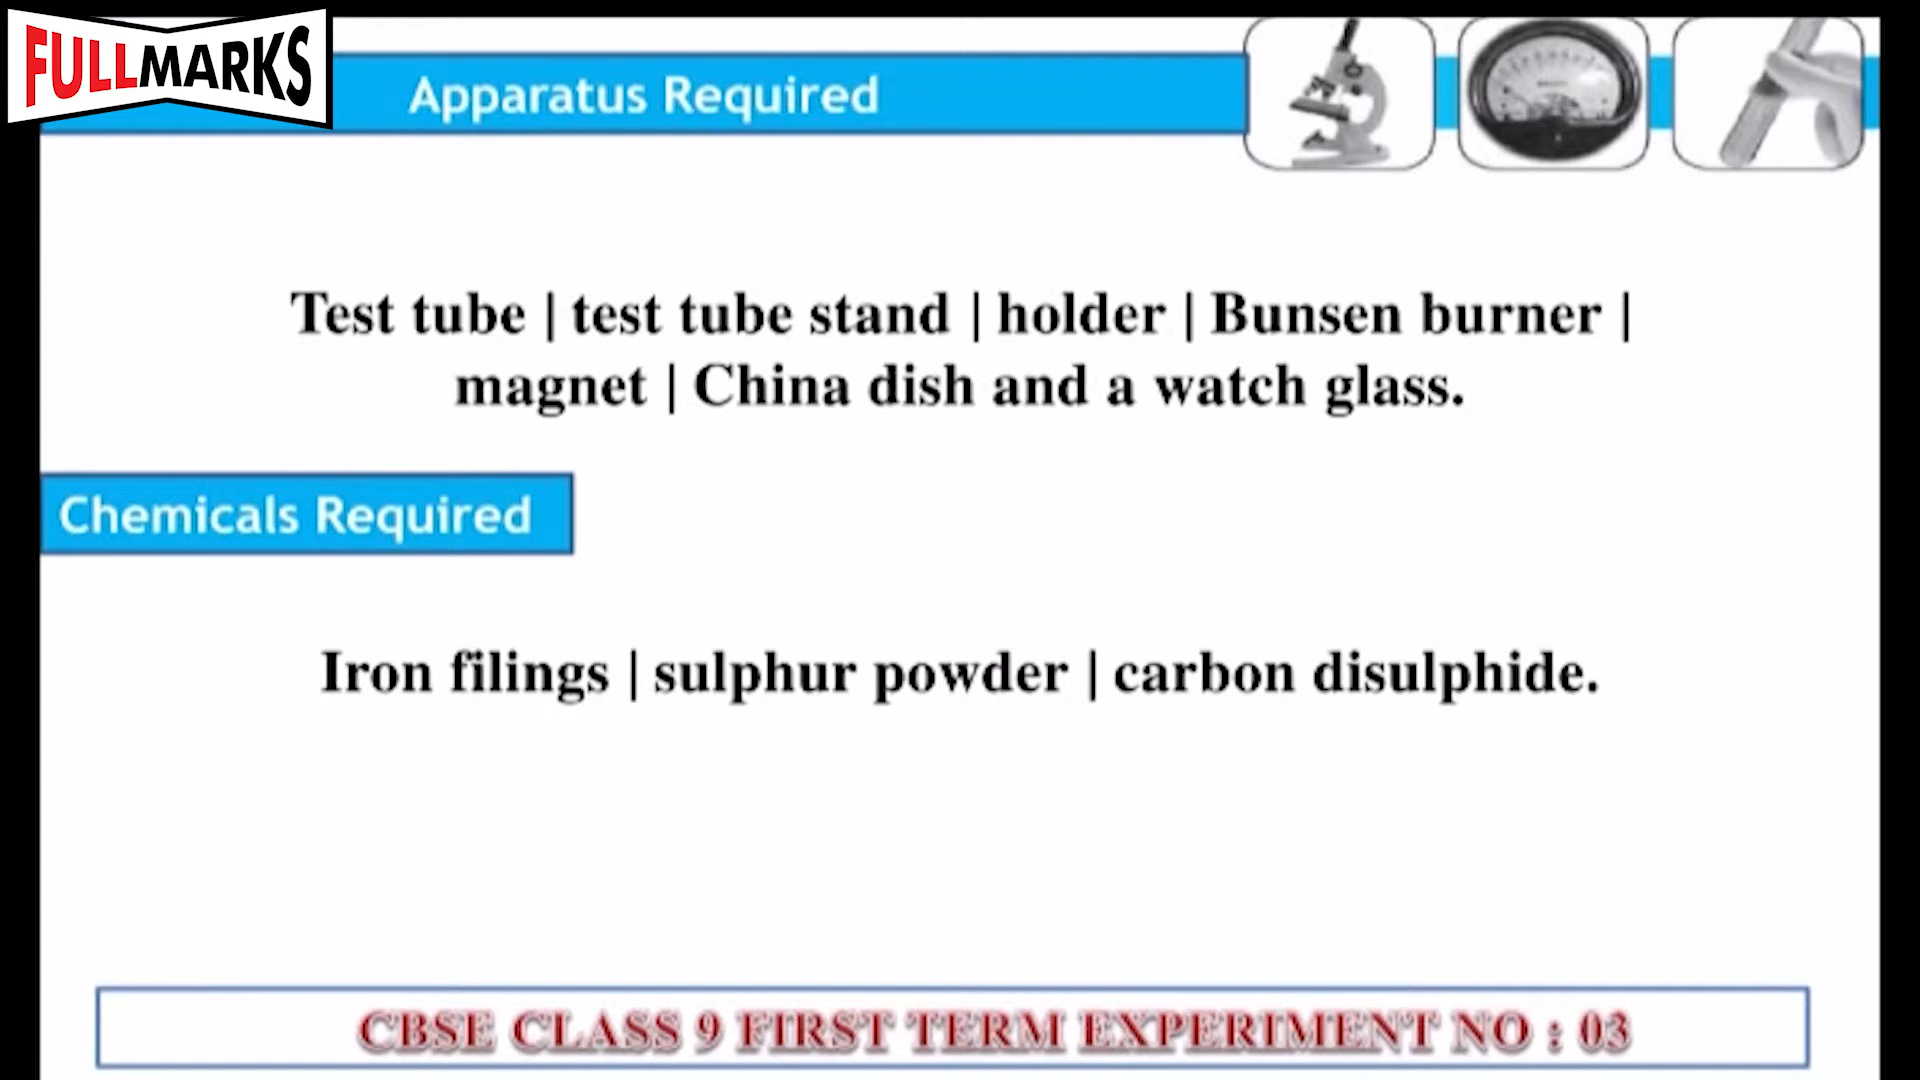 FULLMARKS
Apparatus Required
Test tube | test tube stand | holder | Bunsen burner |
magnet | China dish and a watch glass.
Chemicals Required
Iron filings | sulphur powder | carbon disulphide.
CBSE CLASS 9 FIRST TERM EXPERIMENT NO : 03